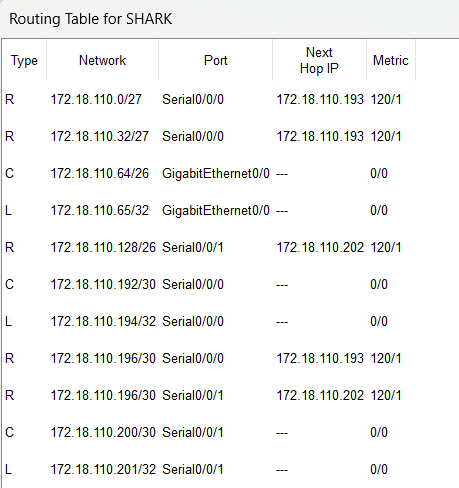 Routing Table for SHARK
Type Network Port Next Hop IP Metric
R 172.18.110.0/27 Serial0/0/0 172.18.110.193 120/1
R 172.18.110.32/27 Serial0/0/0 172.18.110.193 120/1
C 172.18.110.64/26 GigabitEthernet0/0 --- 0/0
L 172.18.110.65/32 GigabitEthernet0/0 --- 0/0
R 172.18.110.128/26 Serial0/0/1 172.18.110.202 120/1
C 172.18.110.192/30 Serial0/0/0 --- 0/0
L 172.18.110.194/32 Serial0/0/0 --- 0/0
R 172.18.110.196/30 Serial0/0/0 172.18.110.193 120/1
R 172.18.110.196/30 Serial0/0/1 172.18.110.202 120/1
C 172.18.110.200/30 Serial0/0/1 --- 0/0
L 172.18.110.201/32 Serial0/0/1 --- 0/0